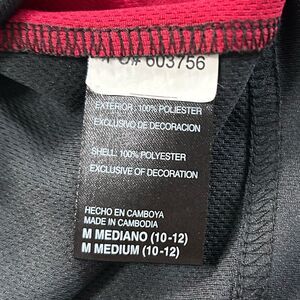 O# 603756
EXTERIOR: 100% POLIESTER
EXCLUSIVO DE DECORACION
SHELL: 100% POLYESTER
EXCLUSIVE OF DECORATION
HECHO EN CAMBOYA
MADE IN CAMBODIA
M MEDIANO (10-12)
M MEDIUM (10-12)